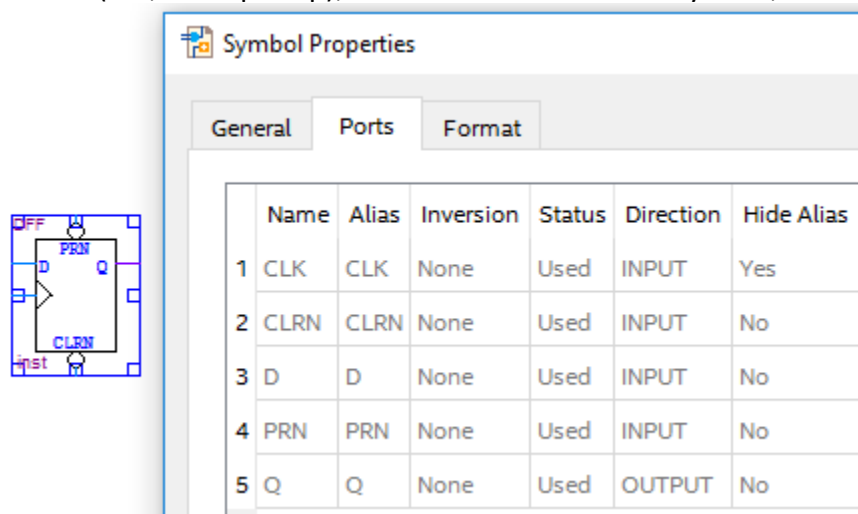 Symbol Properties
General Ports Format
Name Alias Inversion Status Direction Hide Alias
1 CLK CLK None Used INPUT Yes
2 CLRN CLRN None Used INPUT No
3 D D None Used INPUT No
4 PRN PRN None Used INPUT No
5 Q Q None Used OUTPUT No
DFF
PRN
D Q
CLRN
inst